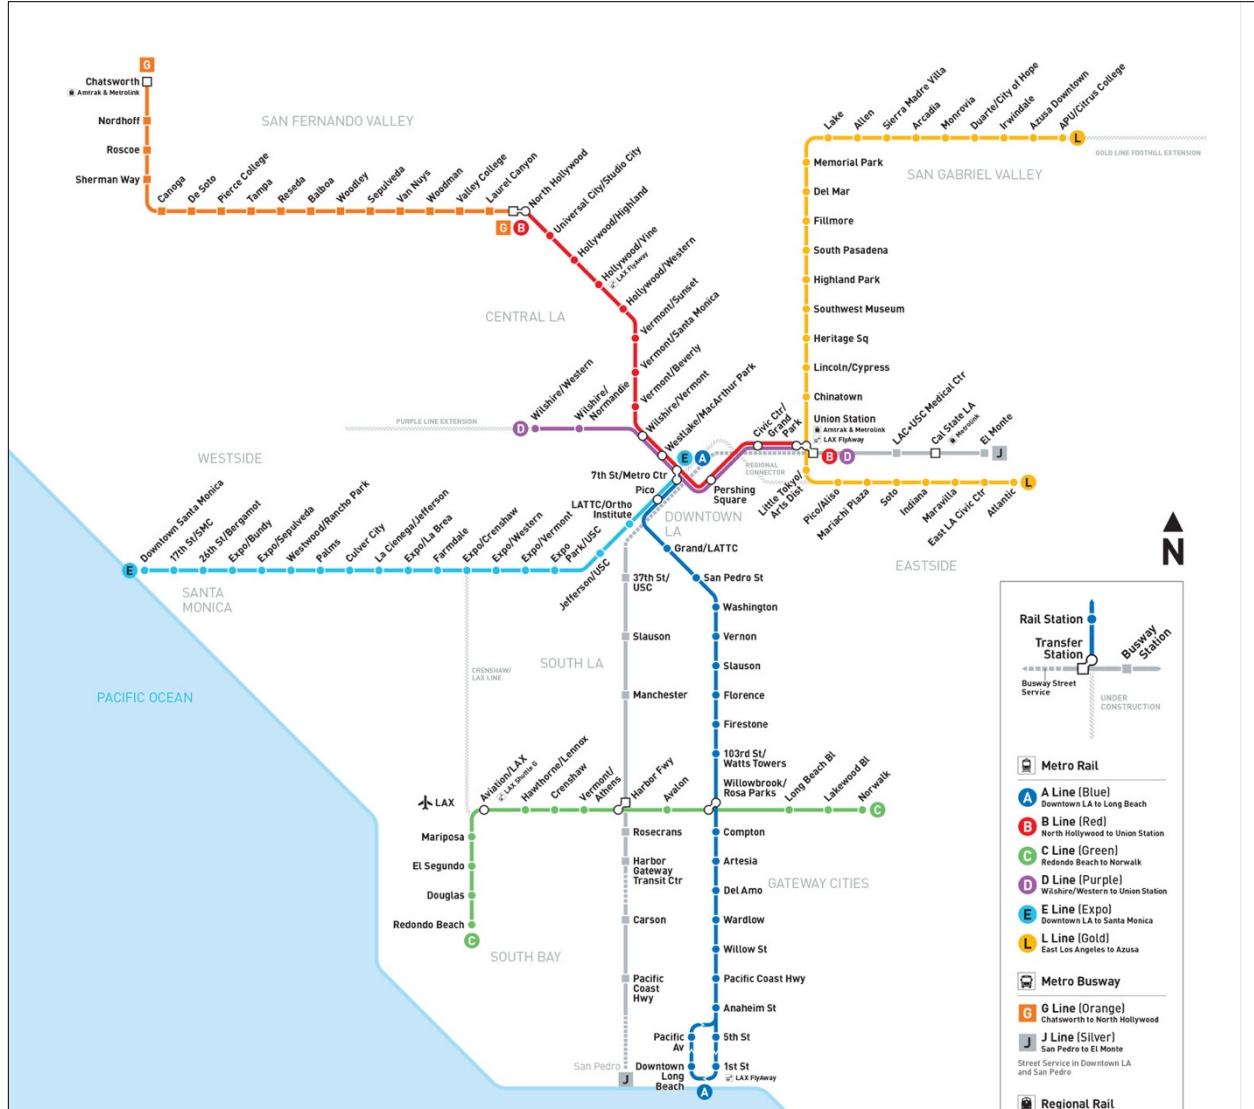 G
Chatsworth
Amtrak & Metrolink
Nordhoff
Roscoe
Sherman Way
SAN FERNANDO VALLEY
Canoga
De Soto
Pierce College
Tampa
Reseda
Balboa
Woodley
Sepulveda
Van Nuys
Woodman
Valley College
Laurel Canyon
North Hollywood
G
B
Universal City/Studio City
Hollywood/Highland
Hollywood/Vine
LAX FlyAway
Hollywood/Western
Vermont/Sunset
Vermont/Santa Monica
Vermont/Beverly
Wilshire/Vermont
Westlake/MacArthur Park
CENTRAL LA
Lake
Allen
Sierra Madre Villa
Arcadia
Monrovia
Duarte/City of Hope
Irwindale
Azusa Downtown
APU/Citrus College
L
GOLD LINE FOOTHILL EXTENSION
SAN GABRIEL VALLEY
Memorial Park
Del Mar
Fillmore
South Pasadena
Highland Park
Southwest Museum
Heritage Sq
Lincoln/Cypress
Chinatown
Union Station
Amtrak & Metrolink
LAX FlyAway
B
D
LAC+USC Medical Ctr
Cal State LA
Metrolink
El Monte
J
PURPLE LINE EXTENSION
D
Wilshire/Western
Wilshire/
Normandie
WESTSIDE
E
A
Civic Ctr/
Grand
Park
REGIONAL
CONNECTOR
7th St/Metro Ctr
Pico
Pershing
Square
Little Tokyo/
Arts Dist
Pico/Aliso
Mariachi Plaza
Soto
Indiana
Maravilla
East LA Civic Ctr
Atlantic
L
LATTC/Ortho
Institute
DOWNTOWN
LA
EASTSIDE
N
E
Downtown Santa Monica
17th St/SMC
26th St/Bergamot
Expo/Bundy
Expo/Sepulveda
Westwood/Rancho Park
Palms
Culver City
La Cienega/Jefferson
Expo/La Brea
Farmdale
Expo/Crenshaw
Expo/Western
Expo/Vermont
Expo
Park/USC
Jefferson/USC
SANTA
MONICA
Grand/LATTC
San Pedro St
Washington
Vernon
Slauson
Florence
Firestone
103rd St/
Watts Towers
Willowbrook/
Rosa Parks
37th St/
USC
Slauson
Manchester
SOUTH LA
CRENSHAW/
LAX LINE
PACIFIC OCEAN
LAX
Aviation/LAX
LAX Shuttle G
Hawthorne/Lennox
Crenshaw
Vermont/
Athens
Harbor Fwy
Avalon
Long Beach Bl
Lakewood Bl
Norwalk
C
Mariposa
El Segundo
Douglas
Redondo Beach
C
SOUTH BAY
Rosecrans
Harbor
Gateway
Transit Ctr
Carson
Pacific
Coast
Hwy
San Pedro
J
Compton
Artesia
Del Amo
Wardlow
Willow St
Pacific Coast Hwy
Anaheim St
GATEWAY CITIES
Pacific
Av
5th St
Downtown
Long
Beach
1st St
LAX FlyAway
A
Rail Station
Transfer
Station
Busway
Station
Busway Street
Service
UNDER
CONSTRUCTION
Metro Rail
A
A Line (Blue)
Downtown LA to Long Beach
B
B Line (Red)
North Hollywood to Union Station
C
C Line (Green)
Redondo Beach to Norwalk
D
D Line (Purple)
Wilshire/Western to Union Station
E
E Line (Expo)
Downtown LA to Santa Monica
L
L Line (Gold)
East Los Angeles to Azusa
Metro Busway
G
G Line (Orange)
Chatsworth to North Hollywood
J
J Line (Silver)
San Pedro to El Monte
Street Service in Downtown LA
and San Pedro
Regional Rail